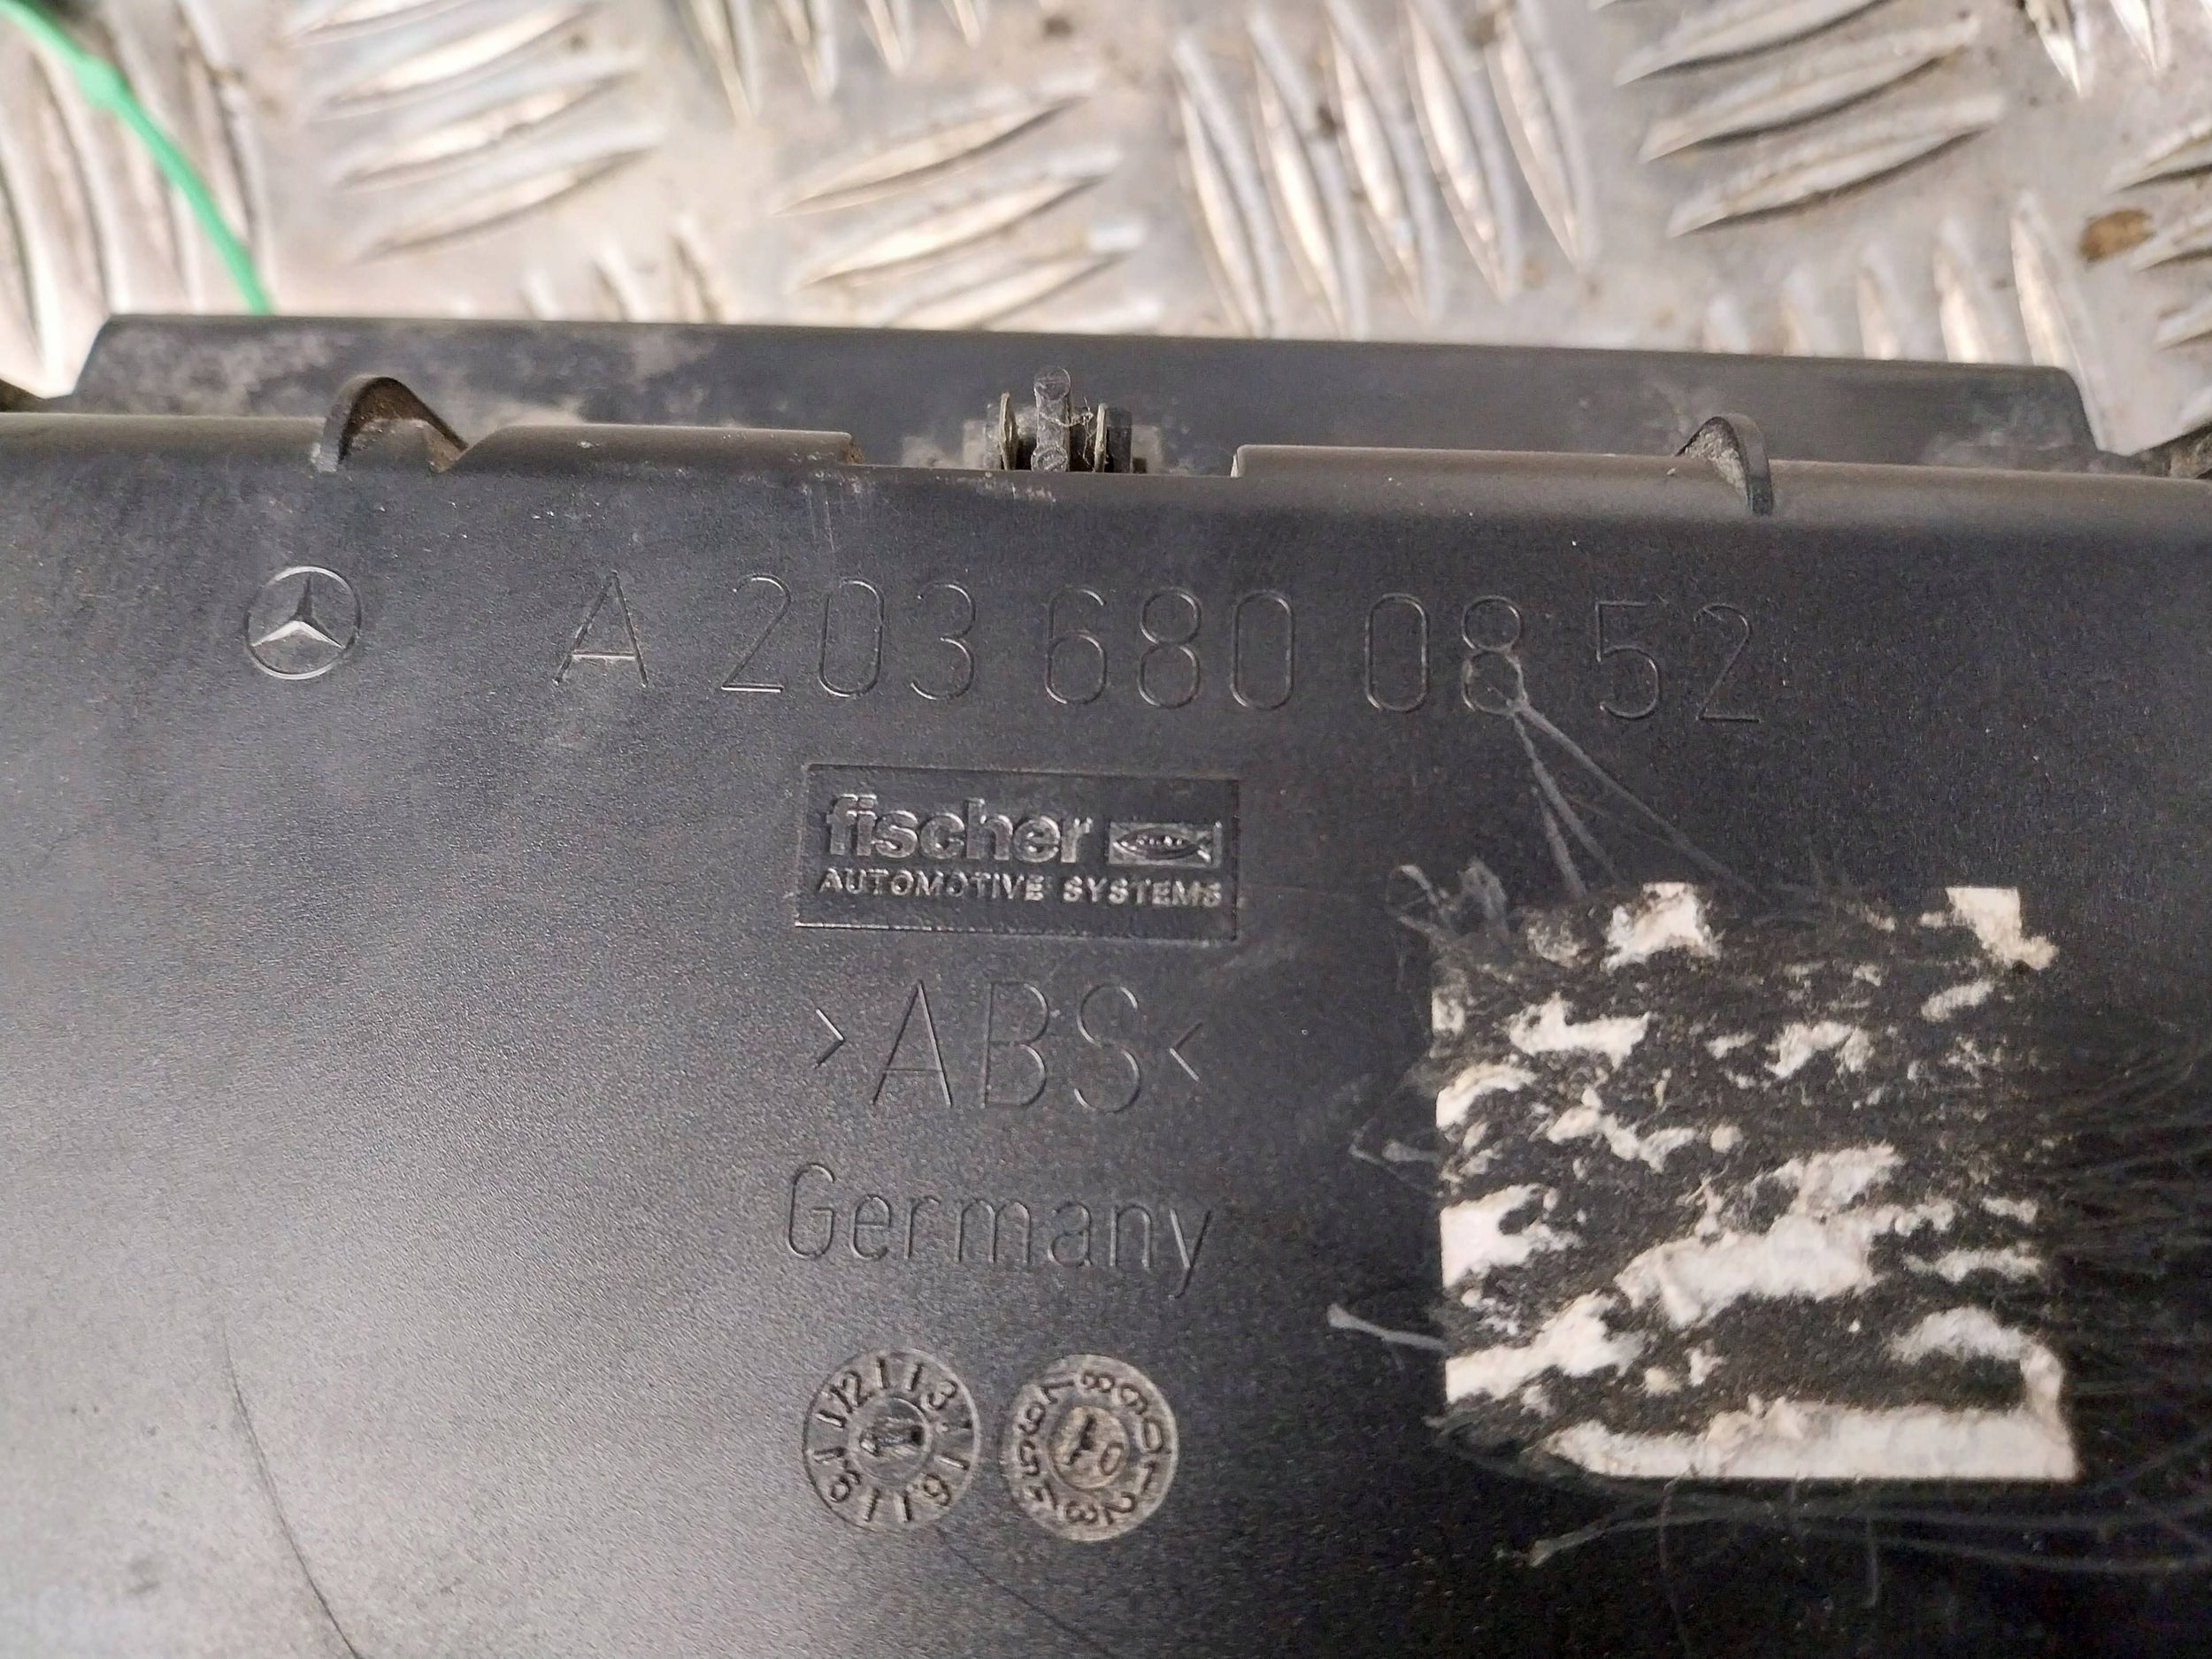 A 203 680 08 52
fischer
AUTOMOTIVE SYSTEMS
>ABS<
Germany